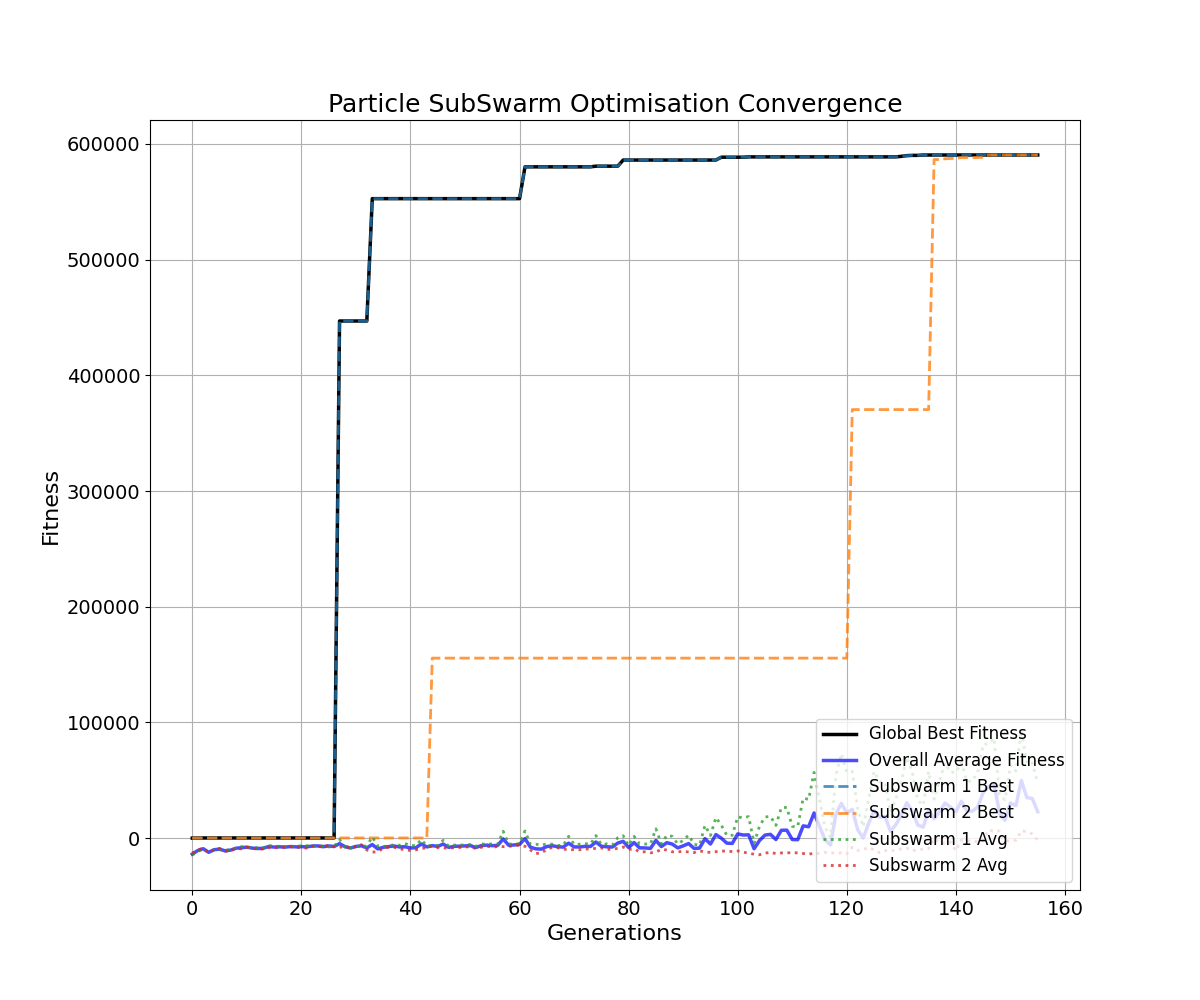 Particle SubSwarm Optimisation Convergence
600000
500000
400000
300000
200000
100000
0
Fitness
Global Best Fitness
Overall Average Fitness
Subswarm 1 Best
Subswarm 2 Best
Subswarm 1 Avg
Subswarm 2 Avg
0 20 40 60 80 100 120 140 160
Generations